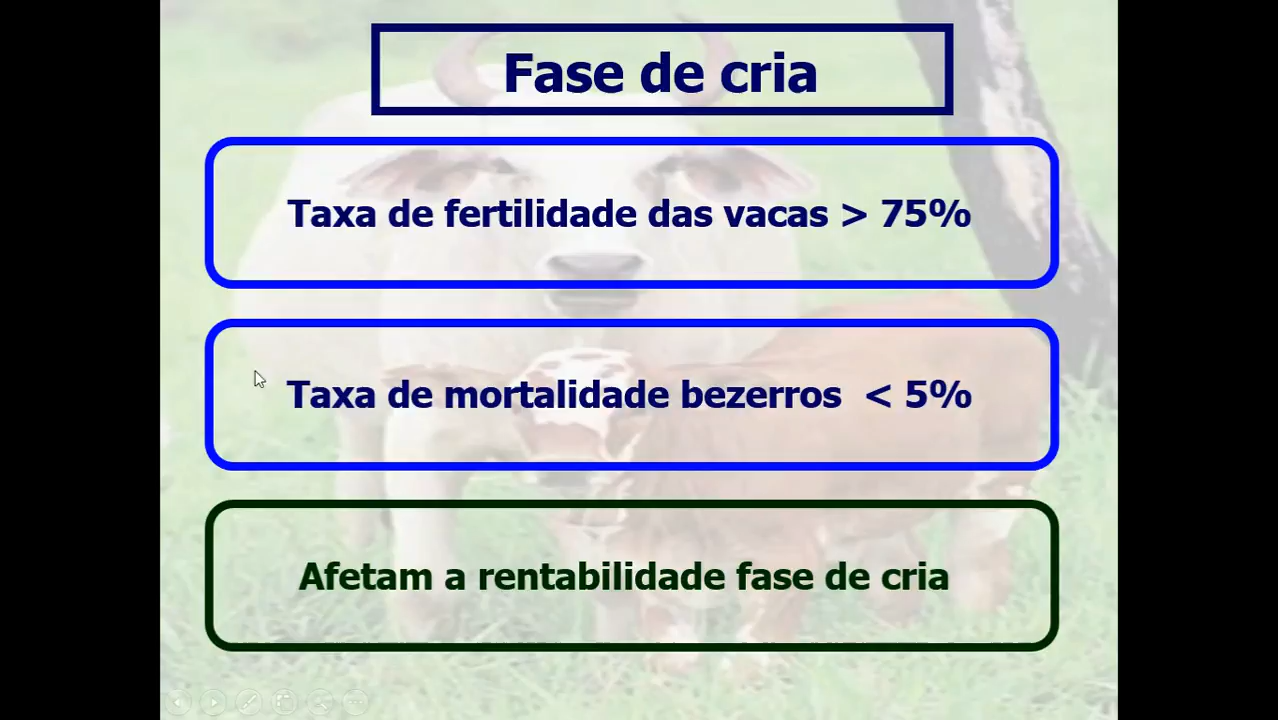 Fase de cria
Taxa de fertilidade das vacas > 75%
Taxa de mortalidade bezerros < 5%
Afetam a rentabilidade fase de cria